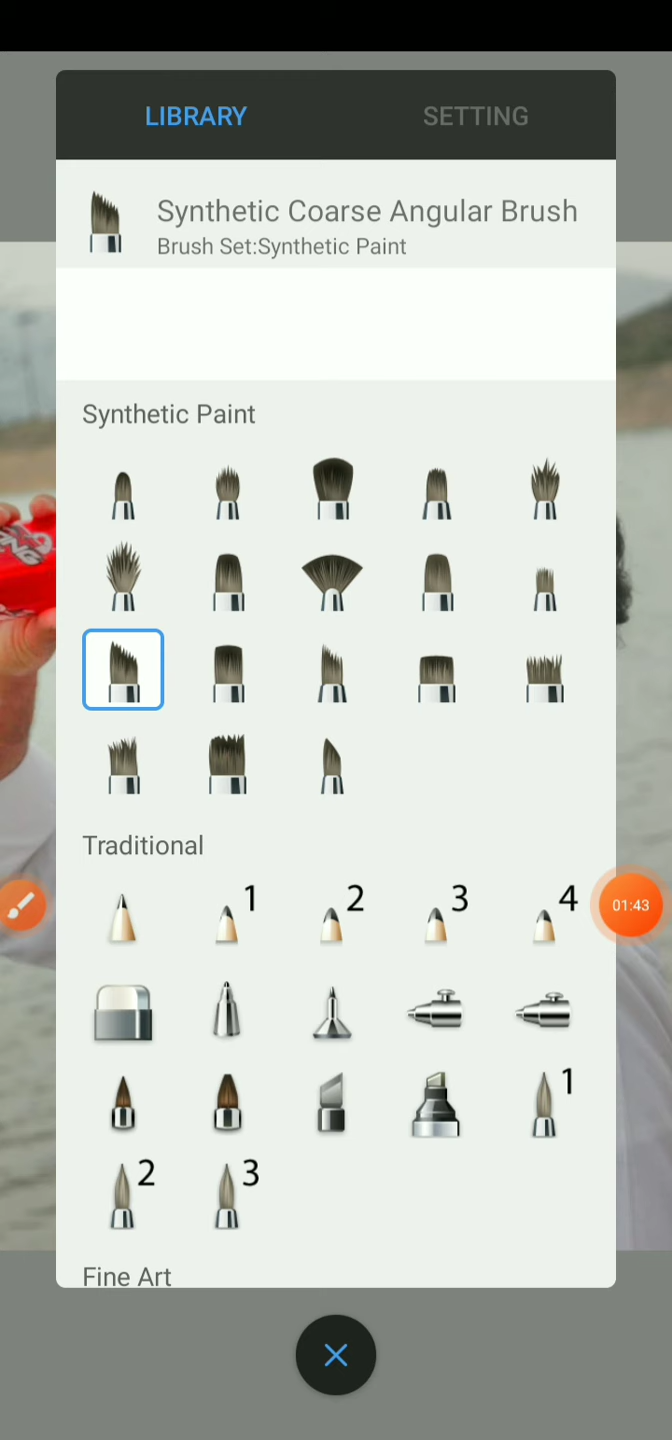 LIBRARY
SETTING
Synthetic Coarse Angular Brush
Brush Set:Synthetic Paint
Synthetic Paint
Traditional
1
2
3
4
01:43
1
2
3
Fine Art